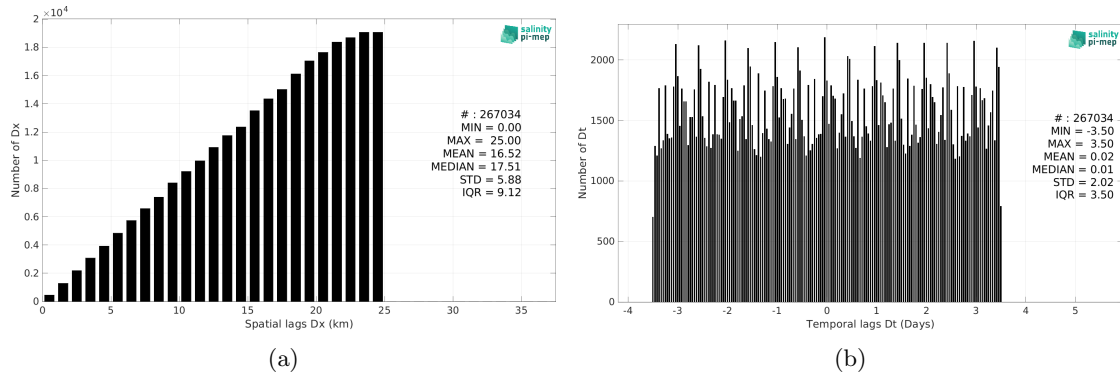 ×10⁴
2
1.8
1.6
1.4
1.2
1
0.8
0.6
0.4
0.2
0
Number of Dx
salinity
pi-mep
# : 267034
MIN = 0.00
MAX = 25.00
MEAN = 16.52
MEDIAN = 17.51
STD = 5.88
IQR = 9.12
0 5 10 15 20 25 30 35
Spatial lags Dx (km)
(a)
2000
1500
1000
500
0
Number of Dt
salinity
pi-mep
# : 267034
MIN = -3.50
MAX = 3.50
MEAN = 0.02
MEDIAN = 0.01
STD = 2.02
IQR = 3.50
-4 -3 -2 -1 0 1 2 3 4 5
Temporal lags Dt (Days)
(b)